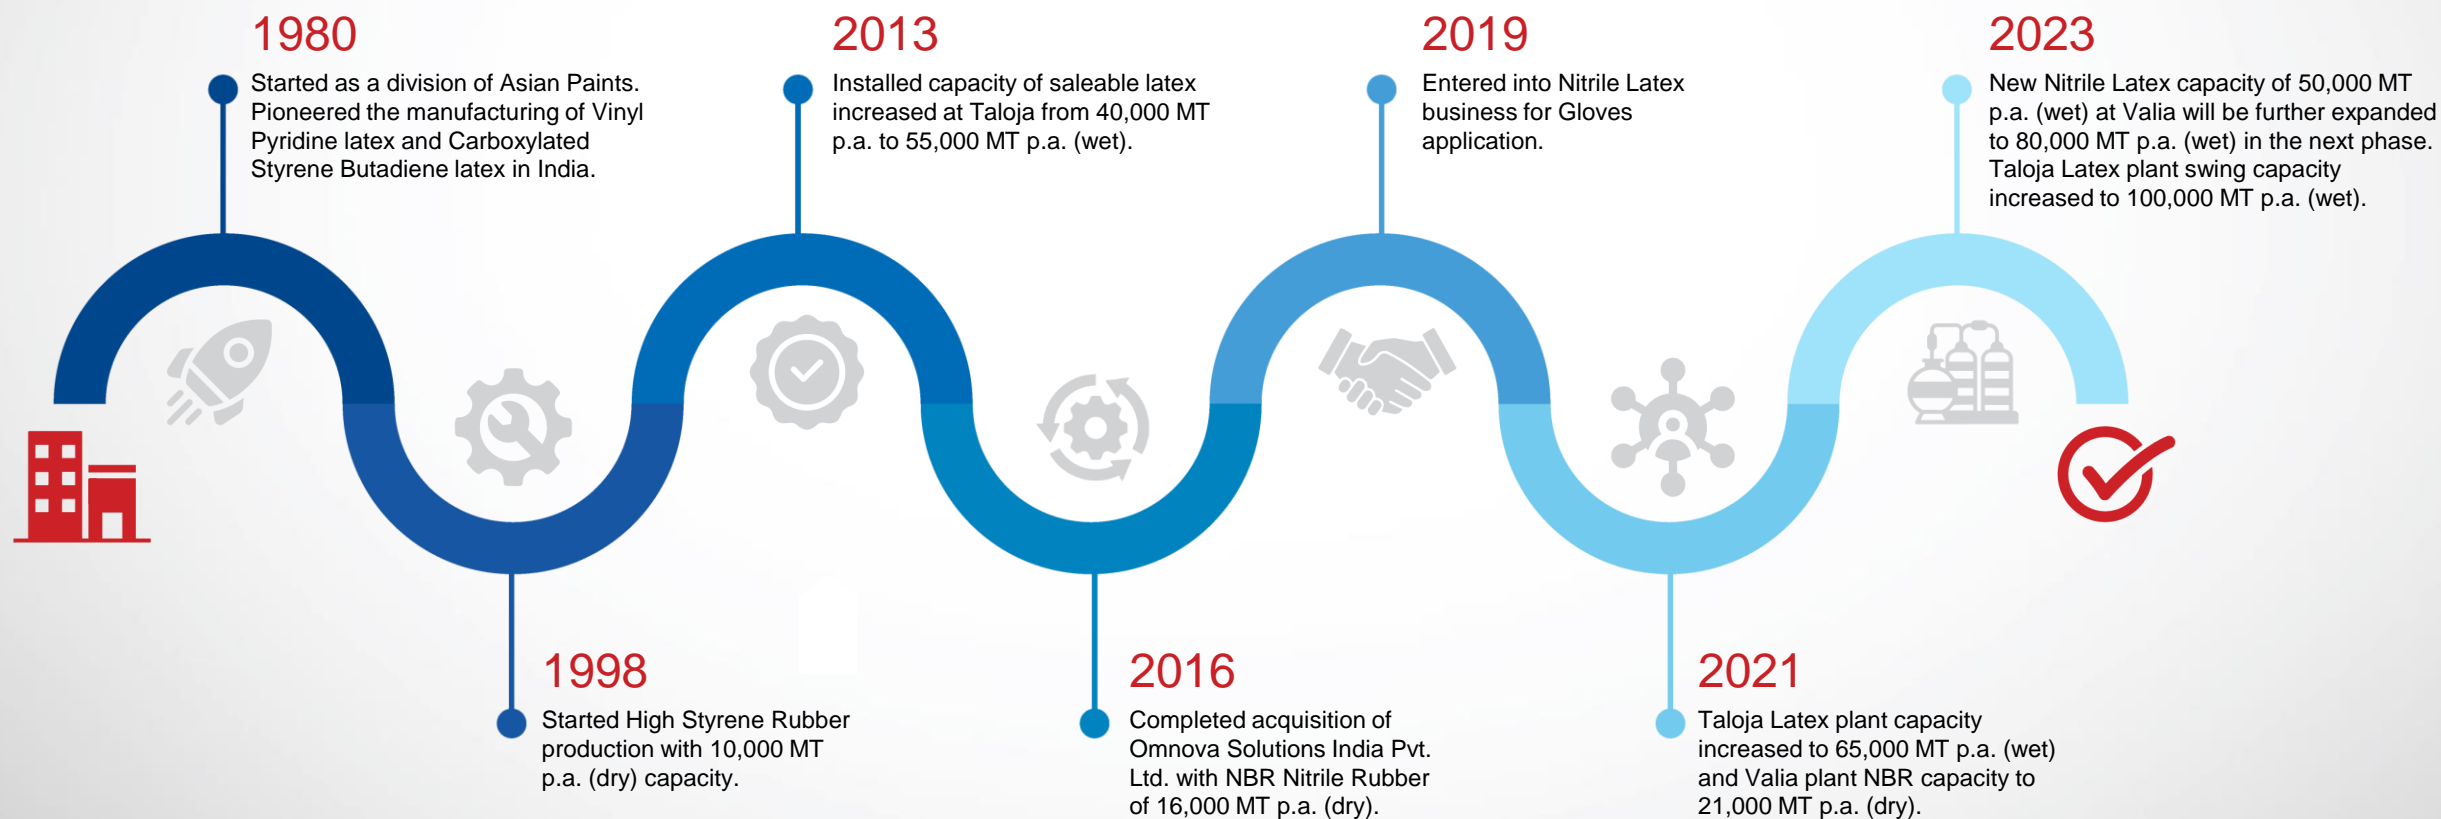 1980
Started as a division of Asian Paints.
Pioneered the manufacturing of Vinyl
Pyridine latex and Carboxylated
Styrene Butadiene latex in India.
2013
Installed capacity of saleable latex
increased at Taloja from 40,000 MT
p.a. to 55,000 MT p.a. (wet).
2019
Entered into Nitrile Latex
business for Gloves
application.
2023
New Nitrile Latex capacity of 50,000 MT
p.a. (wet) at Valia will be further expanded
to 80,000 MT p.a. (wet) in the next phase.
Taloja Latex plant swing capacity
increased to 100,000 MT p.a. (wet).
1998
Started High Styrene Rubber
production with 10,000 MT
p.a. (dry) capacity.
2016
Completed acquisition of
Omnova Solutions India Pvt.
Ltd. with NBR Nitrile Rubber
of 16,000 MT p.a. (dry).
2021
Taloja Latex plant capacity
increased to 65,000 MT p.a. (wet)
and Valia plant NBR capacity to
21,000 MT p.a. (dry).